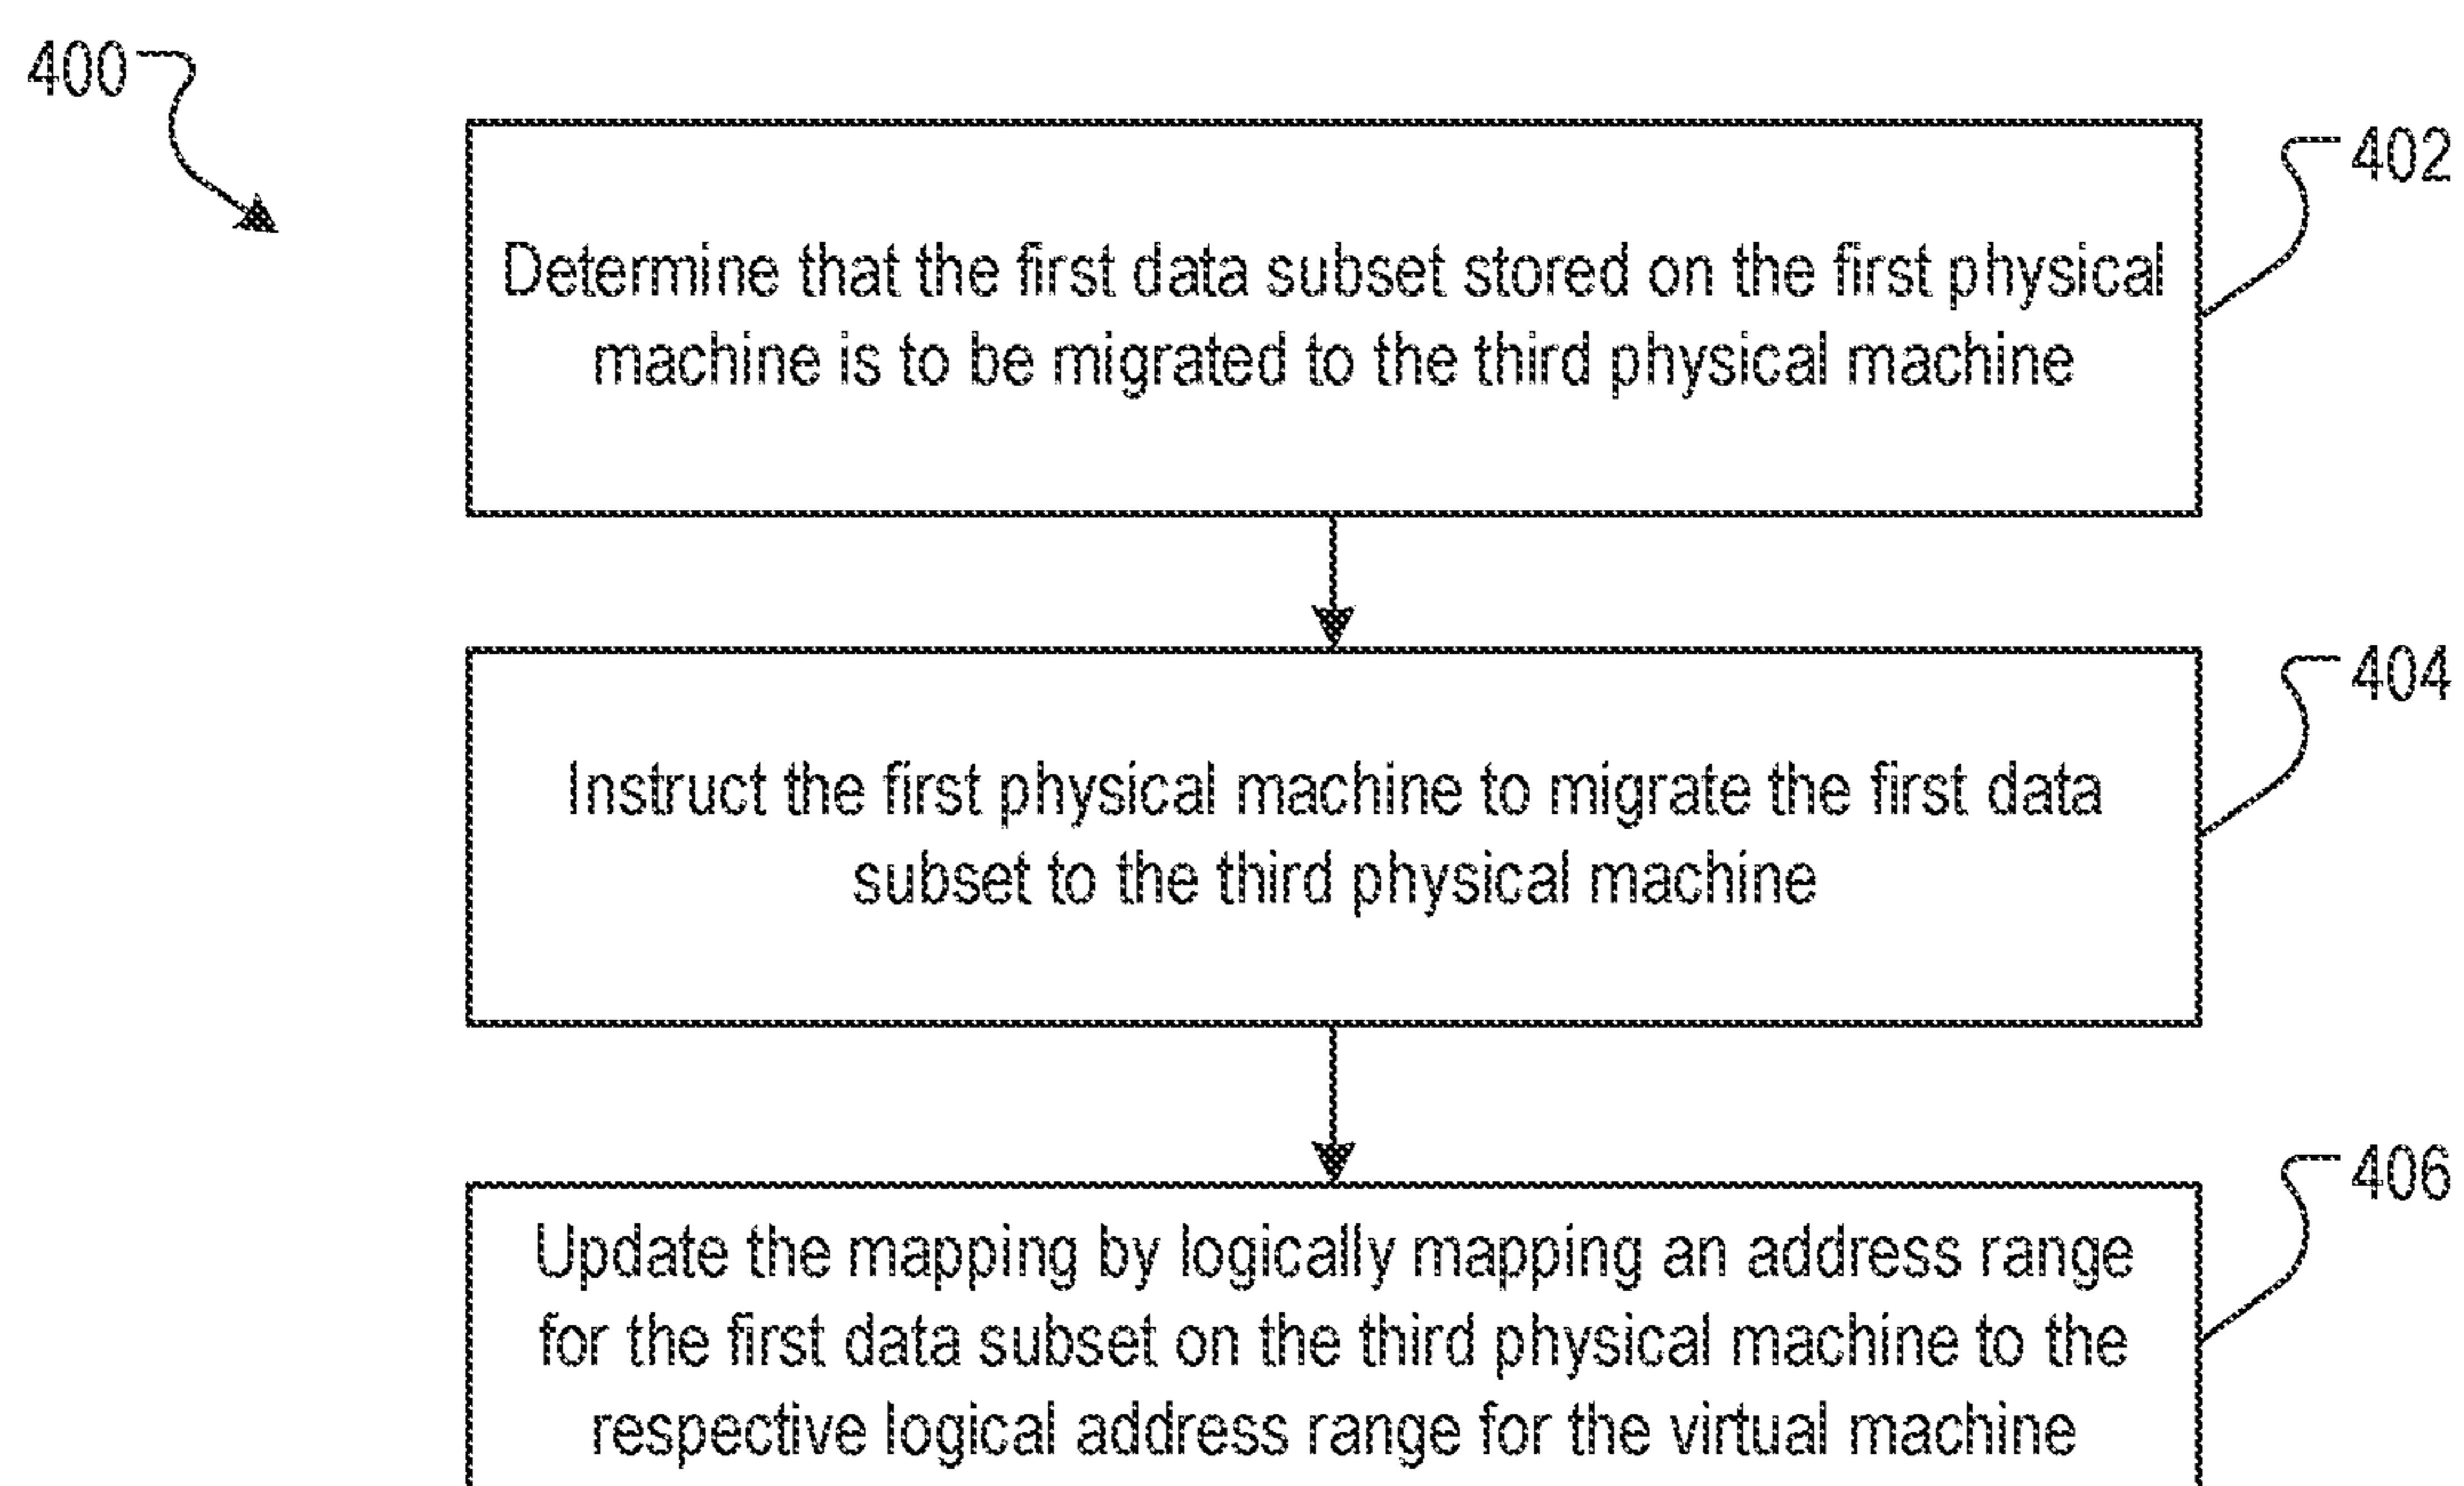 400
402
Determine that the first data subset stored on the first physical
machine is to be migrated to the third physical machine
404
Instruct the first physical machine to migrate the first data
subset to the third physical machine
406
Update the mapping by logically mapping an address range
for the first data subset on the third physical machine to the
respective logical address range for the virtual machine